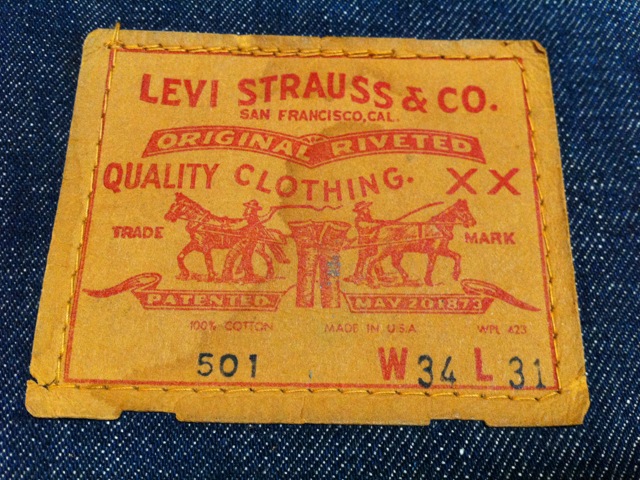 LEVI STRAUSS & CO.
SAN FRANCISCO, CAL.
ORIGINAL RIVETED
QUALITY CLOTHING. XX
TRADE MARK
PATENTED MAY 20 1873
100% COTTON MADE IN U.S.A. WPL 423
501 W 34 L 31